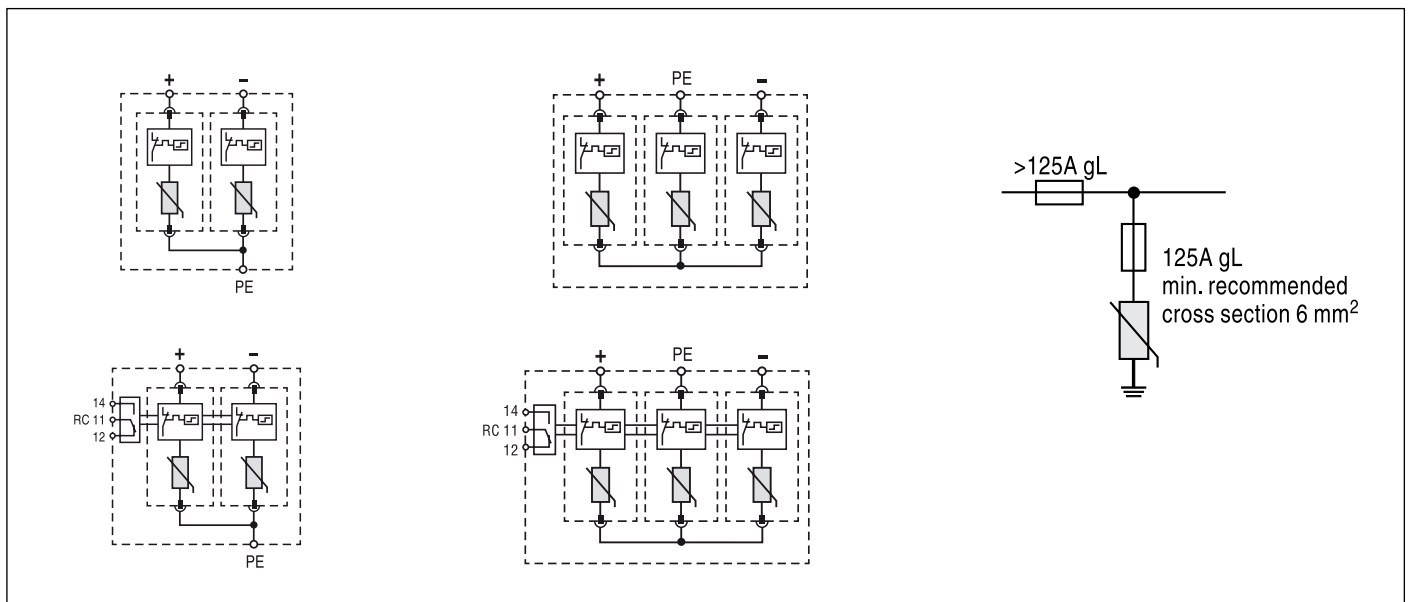 + -
PE
+ PE -
>125A gL
125A gL
min. recommended
cross section 6 mm²
+ -
14
RC 11
12
PE
+ PE -
14
RC 11
12